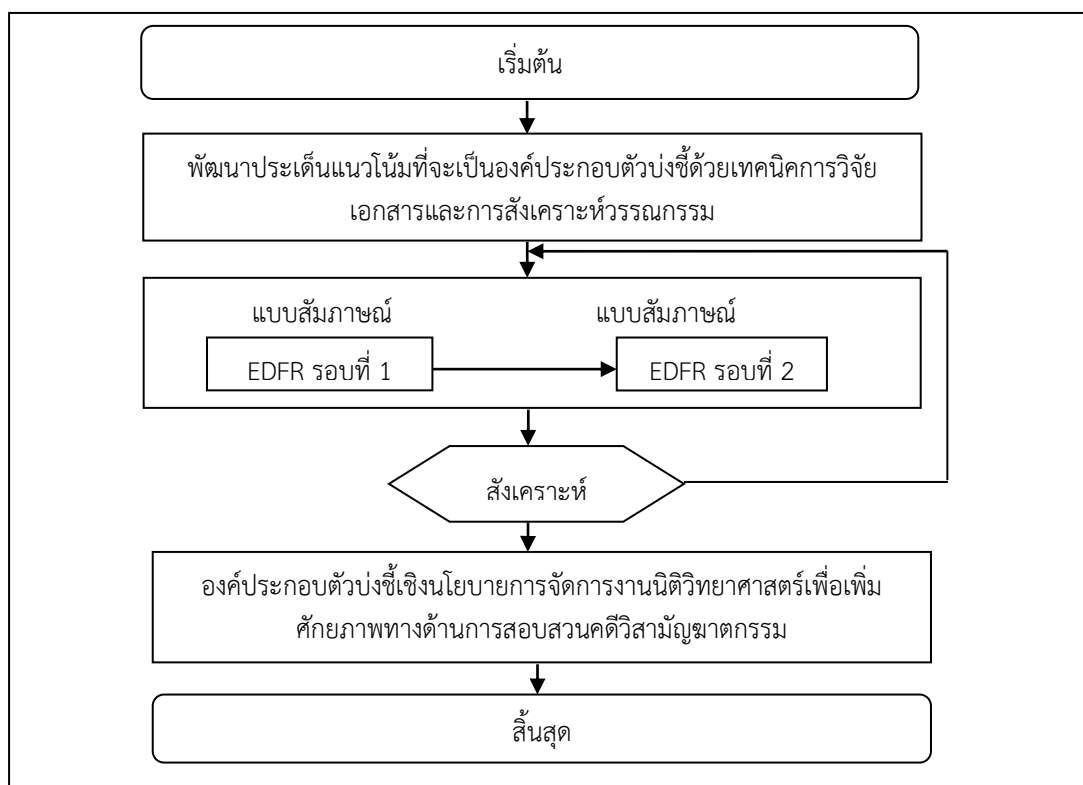 เริ่มต้น
พัฒนาประเด็นแนวโน้มที่จะเป็นองค์ประกอบตัวบ่งชี้ด้วยเทคนิคการวิจัย
เอกสารและการสังเคราะห์วรรณกรรม
แบบสัมภาษณ์
แบบสัมภาษณ์
EDFR รอบที่ 1
EDFR รอบที่ 2
สังเคราะห์
องค์ประกอบตัวบ่งชี้เชิงนโยบายการจัดการงานนิติวิทยาศาสตร์เพื่อเพิ่ม
ศักยภาพทางด้านการสอบสวนคดีวิสามัญฆาตกรรม
สิ้นสุด